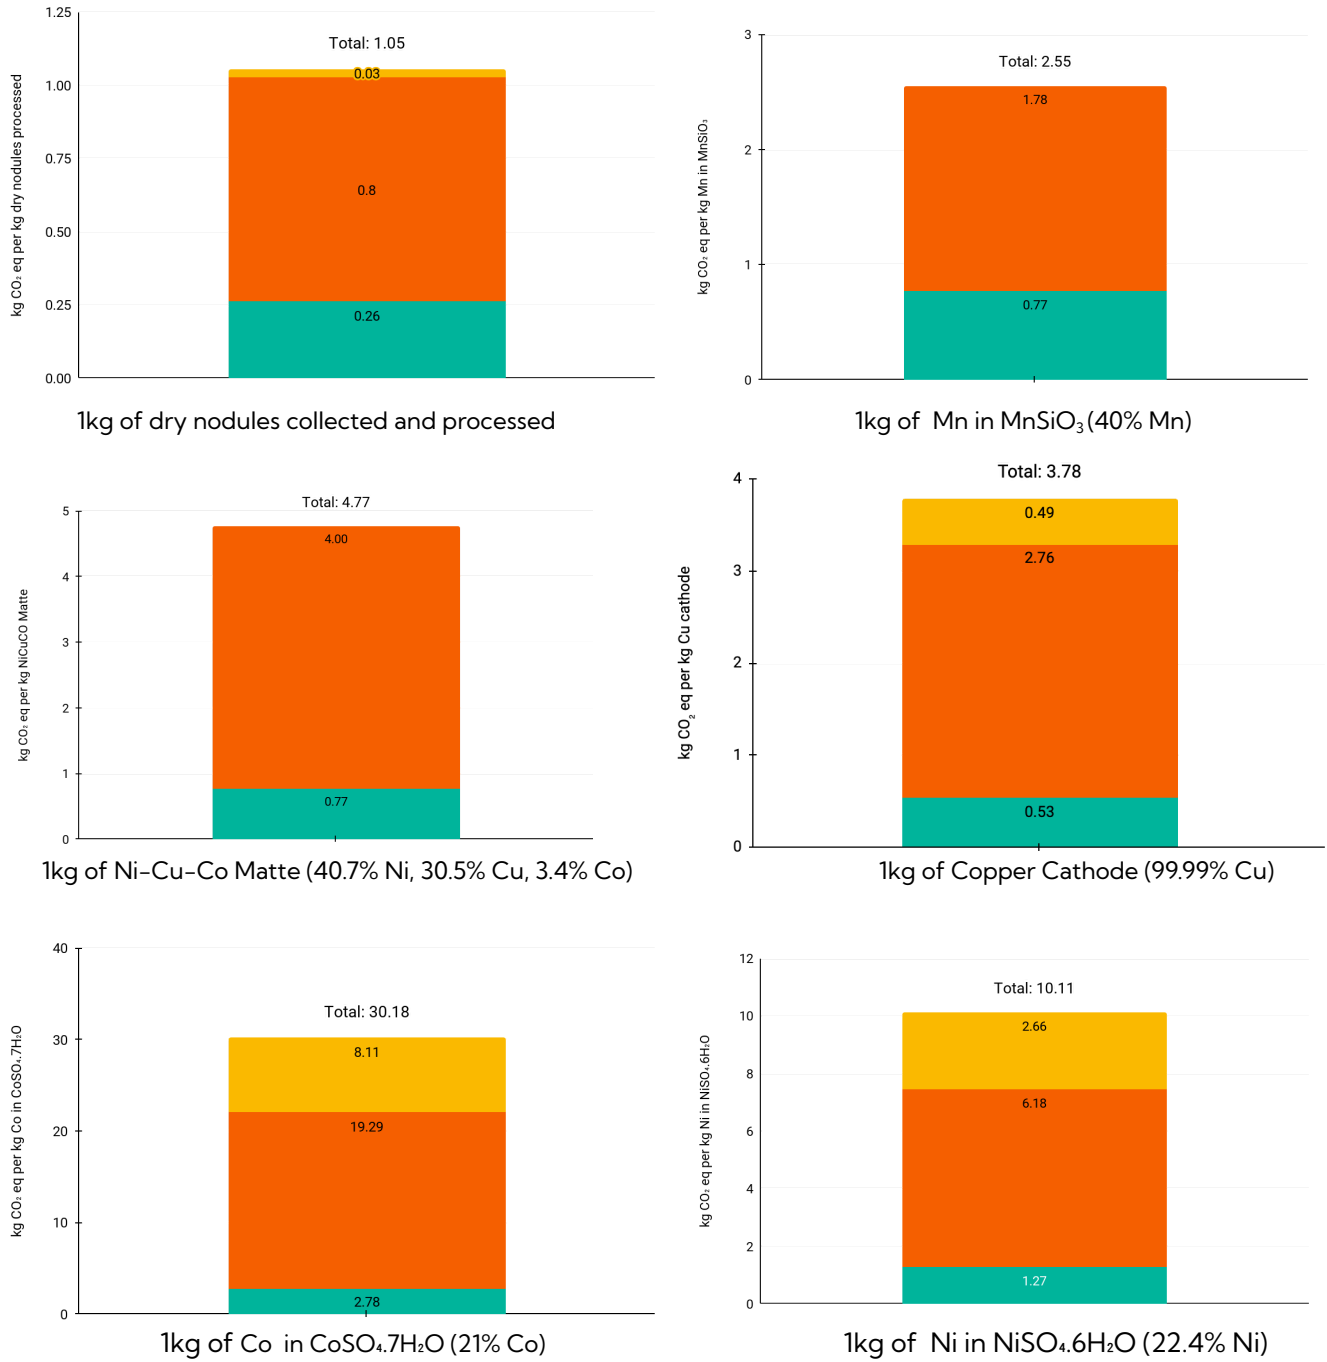 1.25
1.00
0.75
0.50
0.25
0.00
kg CO₂ eq per kg dry nodules processed
Total: 1.05
0.03
0.8
0.26
1kg of dry nodules collected and processed
3
2
1
0
kg CO₂ eq per kg Mn in MnSiO₃
Total: 2.55
1.78
0.77
1kg of Mn in MnSiO₃ (40% Mn)
5
4
3
2
1
0
kg CO₂ eq per kg NiCuCO Matte
Total: 4.77
4.00
0.77
1kg of Ni-Cu-Co Matte (40.7% Ni, 30.5% Cu, 3.4% Co)
4
3
2
1
0
kg CO₂ eq per kg Cu cathode
Total: 3.78
0.49
2.76
0.53
1kg of Copper Cathode (99.99% Cu)
40
30
20
10
0
kg CO₂ eq per kg Co in CoSO₄.7H₂O
Total: 30.18
8.11
19.29
2.78
1kg of Co in CoSO₄.7H₂O (21% Co)
12
10
8
6
4
2
0
kg CO₂ eq per kg Ni in NiSO₄.6H₂O
Total: 10.11
2.66
6.18
1.27
1kg of Ni in NiSO₄.6H₂O (22.4% Ni)